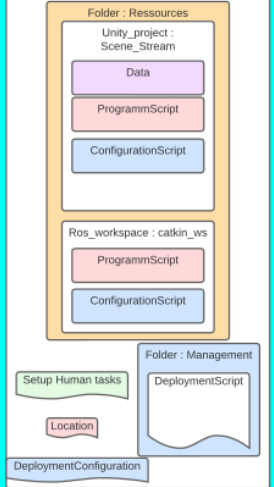 Folder : Ressources
Unity_project :
Scene_Stream
Data
ProgrammScript
ConfigurationScript
Ros_workspace : catkin_ws
ProgrammScript
ConfigurationScript
Folder : Management
DeploymentScript
Setup Human tasks
Location
DeploymentConfiguration